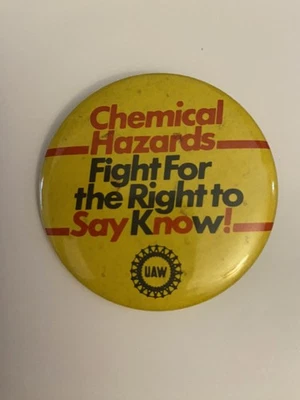 Chemical
Hazards
Fight For
the Right to
Say Know!
UAW